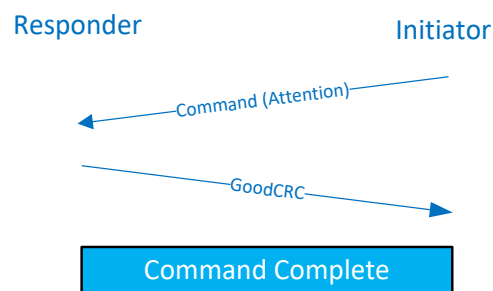 Responder
Initiator
Command (Attention)
GoodCRC
Command Complete